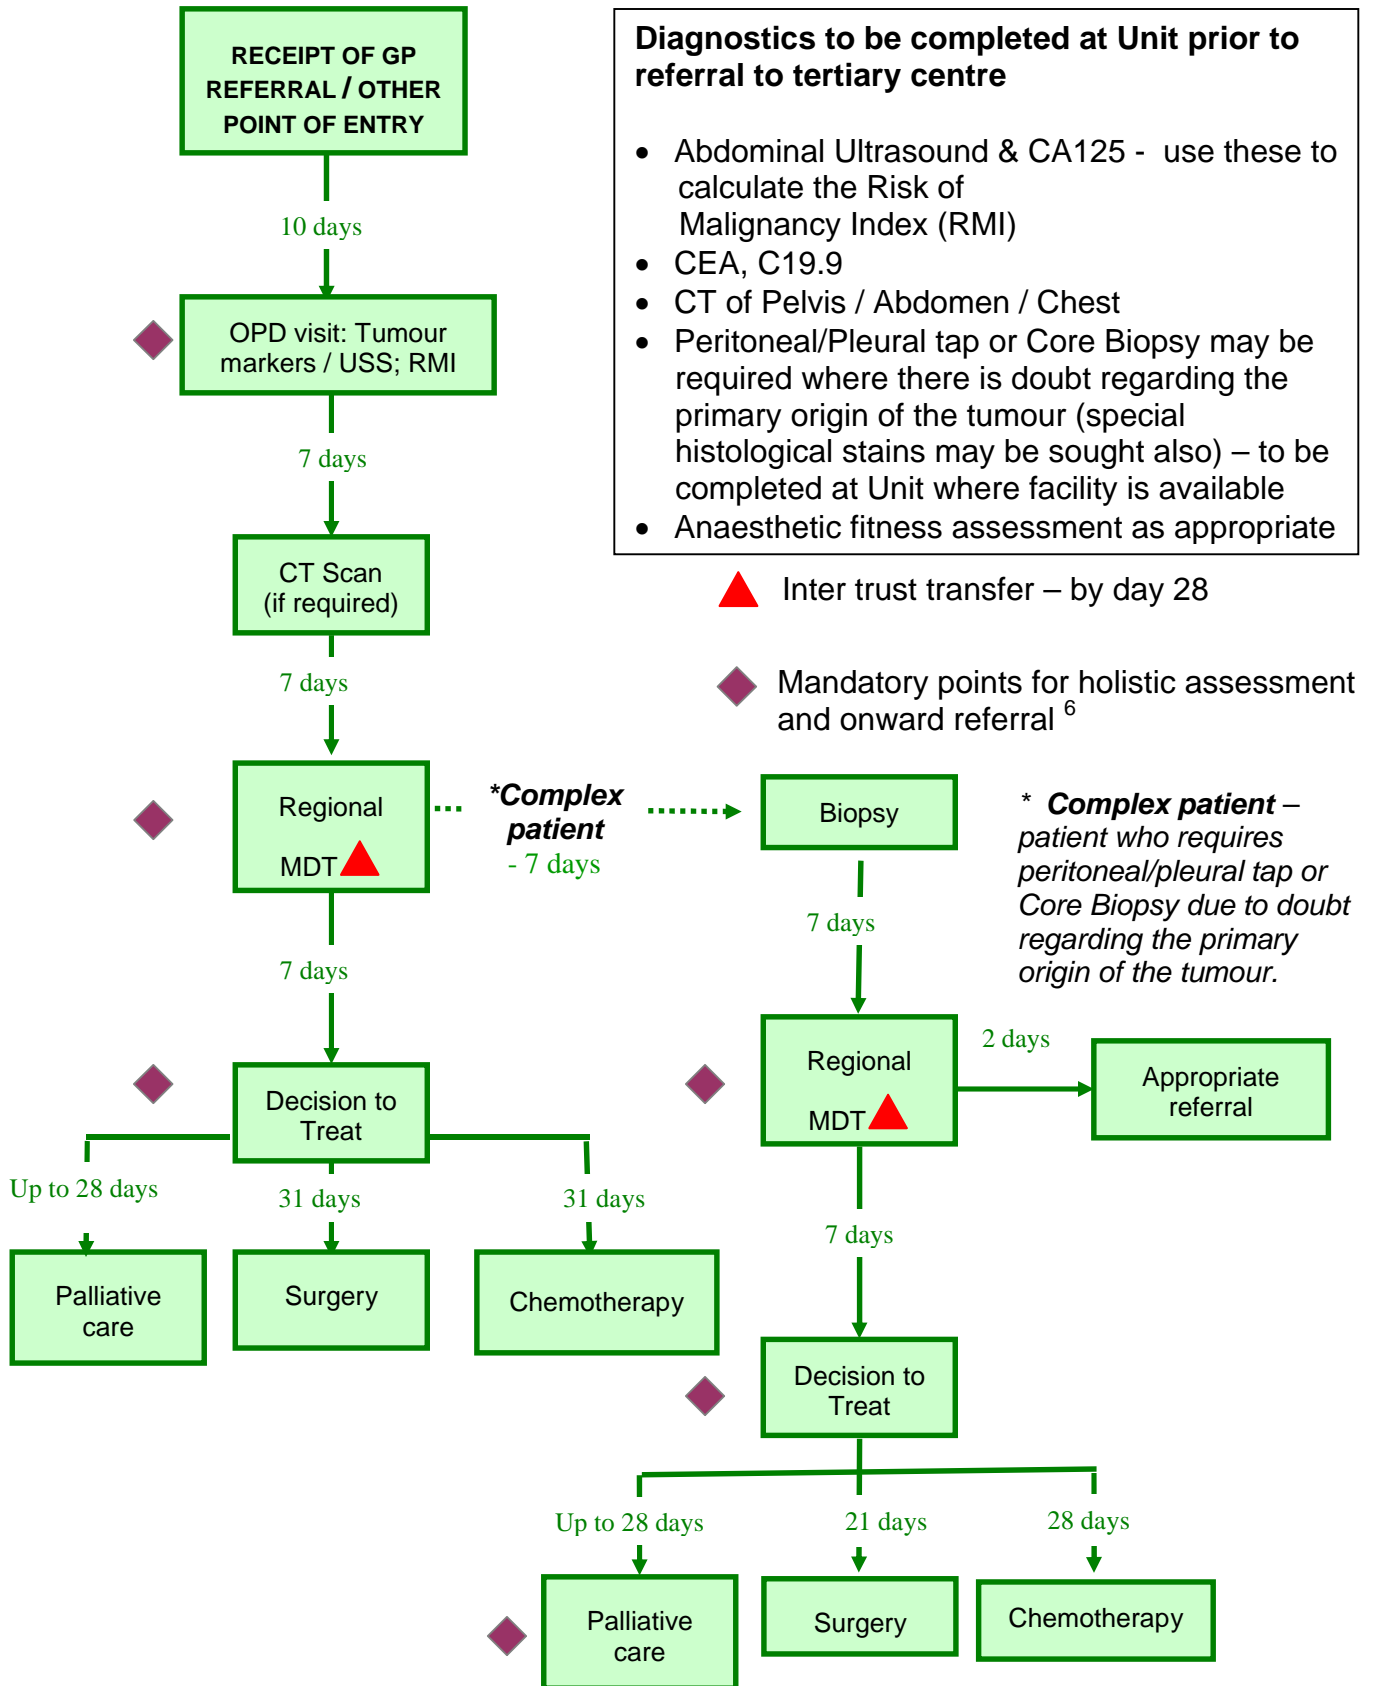 RECEIPT OF GP
REFERRAL / OTHER
POINT OF ENTRY
10 days
OPD visit: Tumour
markers / USS; RMI
7 days
CT Scan
(if required)
7 days
Regional
MDT
7 days
Decision to
Treat
Up to 28 days
31 days
31 days
Palliative
care
Surgery
Chemotherapy
Diagnostics to be completed at Unit prior to
referral to tertiary centre
• Abdominal Ultrasound & CA125 - use these to
calculate the Risk of
Malignancy Index (RMI)
• CEA, C19.9
• CT of Pelvis / Abdomen / Chest
• Peritoneal/Pleural tap or Core Biopsy may be
required where there is doubt regarding the
primary origin of the tumour (special
histological stains may be sought also) – to be
completed at Unit where facility is available
• Anaesthetic fitness assessment as appropriate
Inter trust transfer – by day 28
Mandatory points for holistic assessment
and onward referral 6
*Complex
patient
- 7 days
Biopsy
* Complex patient –
patient who requires
peritoneal/pleural tap or
Core Biopsy due to doubt
regarding the primary
origin of the tumour.
7 days
Regional
MDT
2 days
Appropriate
referral
7 days
Decision to
Treat
Up to 28 days
21 days
28 days
Palliative
care
Surgery
Chemotherapy